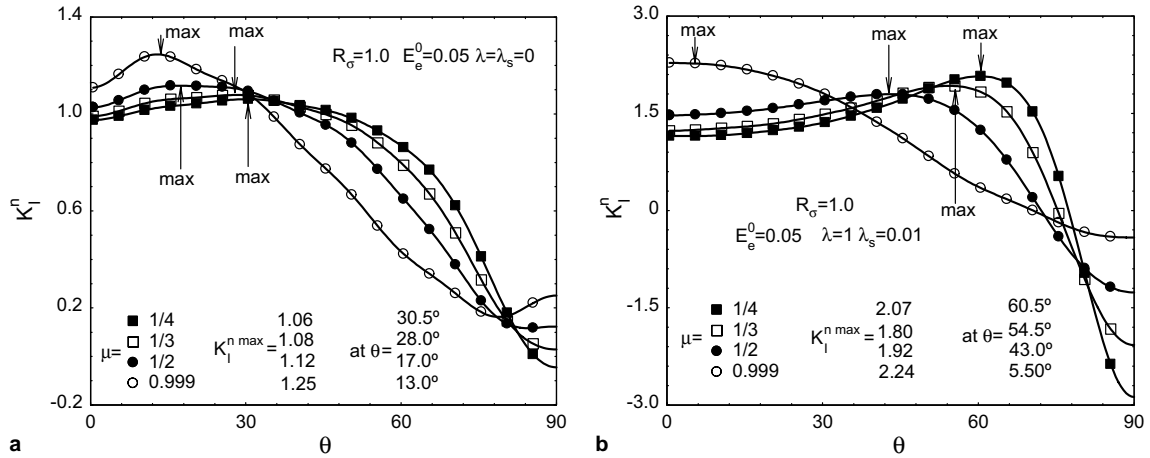 1.4
1.0
0.6
0.2
-0.2
K_I^n
max
max
max
max
R_σ=1.0 E_e^0=0.05 λ=λ_s=0
μ=
1/4
1/3
1/2
0.999
K_I^n max =
1.06
1.08
1.12
1.25
at θ=
30.5º
28.0º
17.0º
13.0º
0
30
60
90
θ
a
3.0
1.5
0
-1.5
-3.0
K_I^n
max
max
max
max
R_σ=1.0
E_e^0=0.05 λ=1 λ_s=0.01
μ=
1/4
1/3
1/2
0.999
K_I^n max =
2.07
1.80
1.92
2.24
at θ=
60.5º
54.5º
43.0º
5.50º
0
30
60
90
θ
b